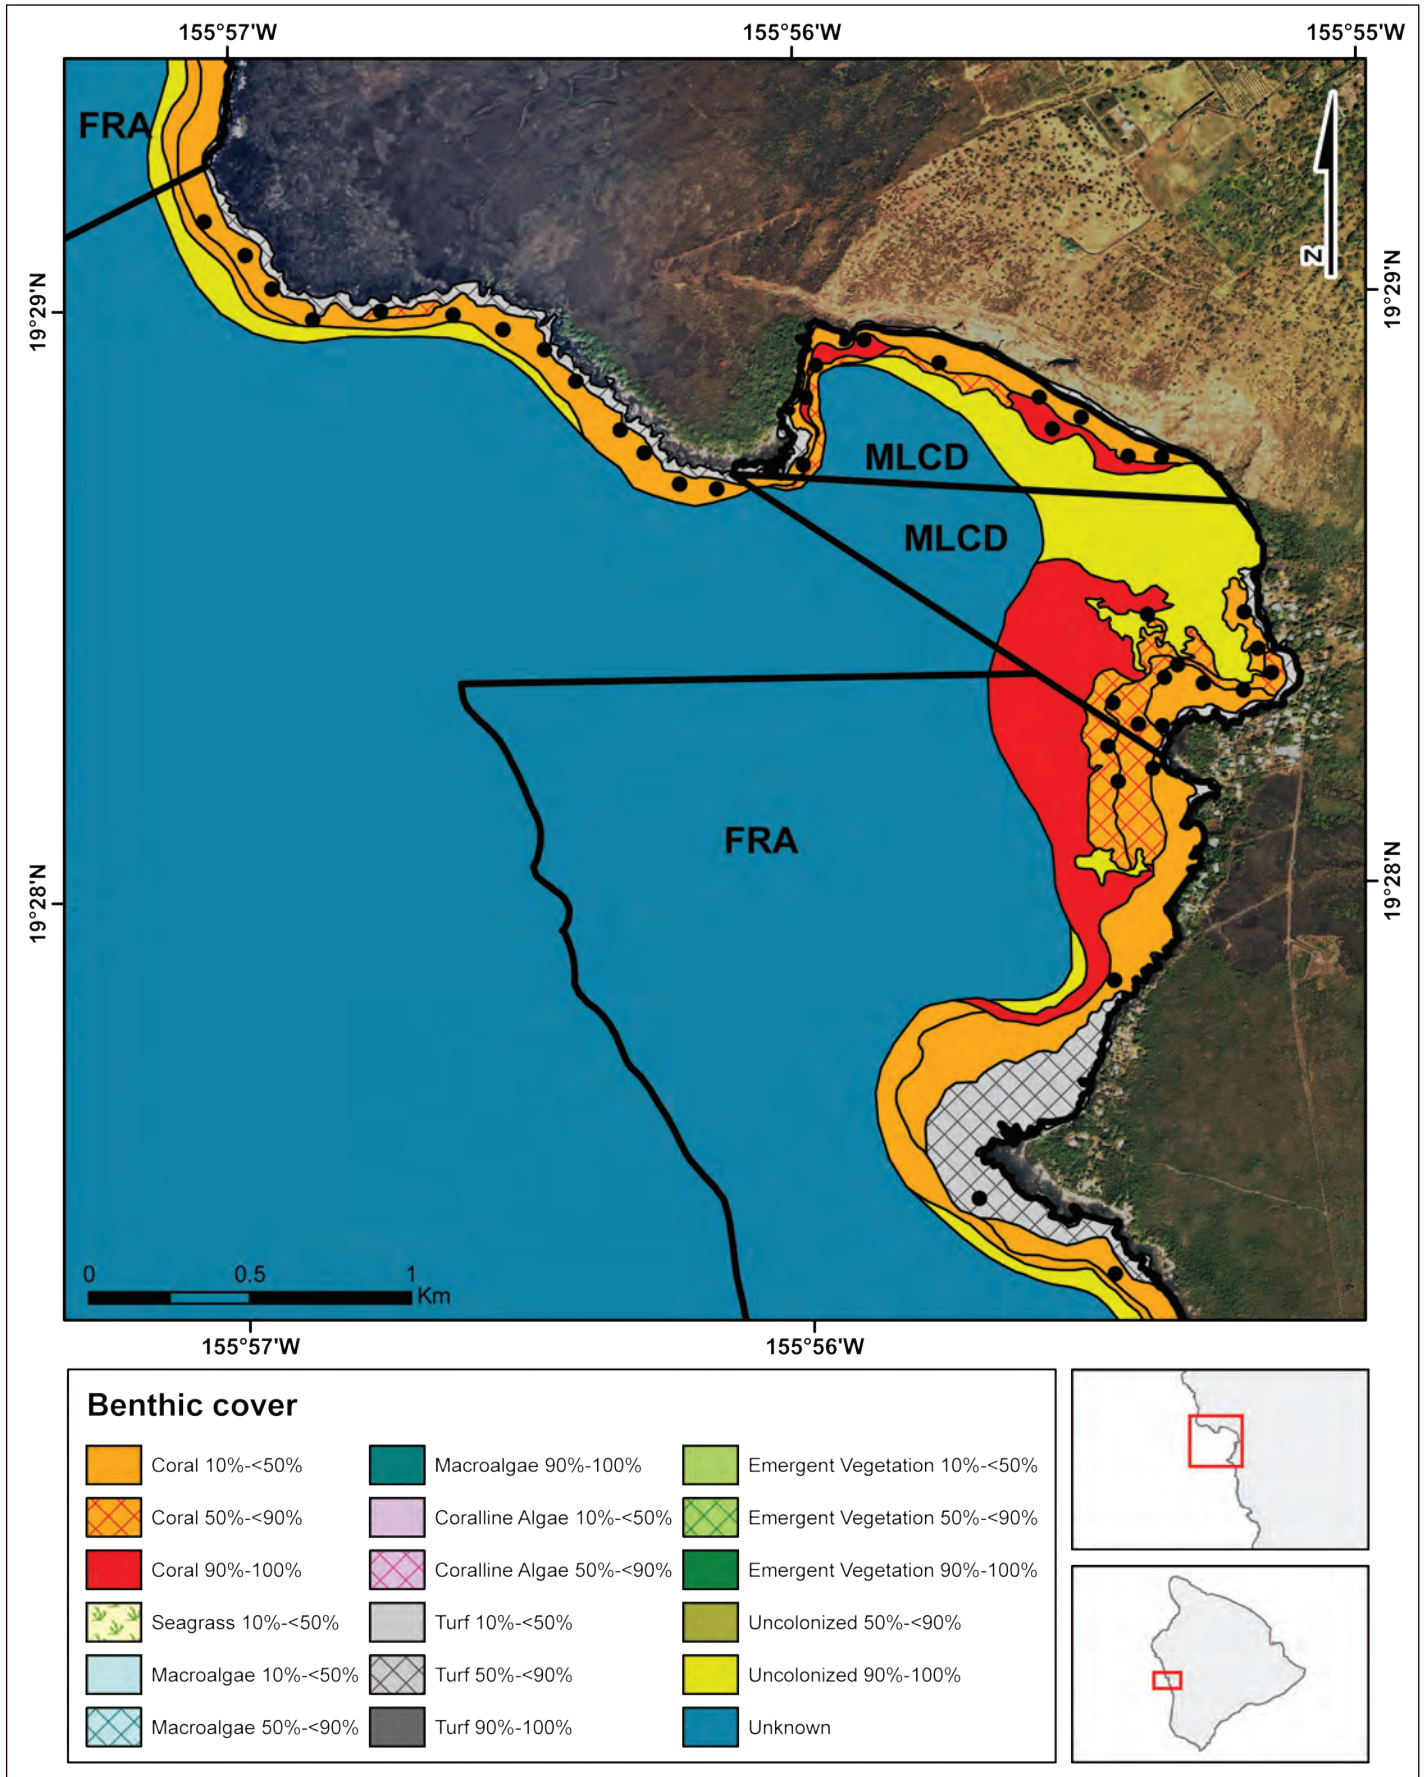 155°57'W
155°56'W
155°55'W
FRA
N
19°29'N
19°29'N
MLCD
MLCD
FRA
19°28'N
19°28'N
0
0.5
1
Km
155°57'W
155°56'W
Benthic cover
Coral 10%-<50%
Coral 50%-<90%
Coral 90%-100%
Seagrass 10%-<50%
Macroalgae 10%-<50%
Macroalgae 50%-<90%
Macroalgae 90%-100%
Coralline Algae 10%-<50%
Coralline Algae 50%-<90%
Turf 10%-<50%
Turf 50%-<90%
Turf 90%-100%
Emergent Vegetation 10%-<50%
Emergent Vegetation 50%-<90%
Emergent Vegetation 90%-100%
Uncolonized 50%-<90%
Uncolonized 90%-100%
Unknown